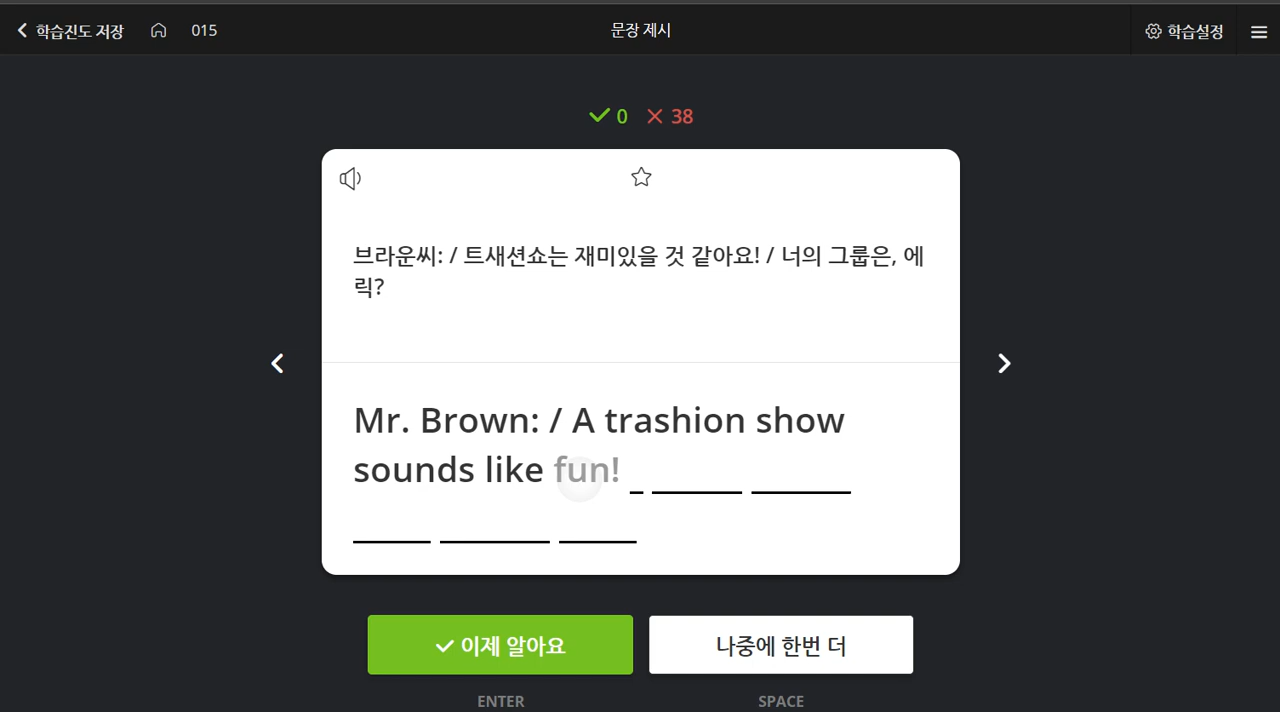 학습진도 저장
015
문장 제시
학습설정
0
38
브라운씨: / 트새션쇼는 재미있을 것 같아요! / 너의 그룹은, 에
릭?
Mr. Brown: / A trashion show
sounds like fun!
이제 알아요
나중에 한번 더
ENTER
SPACE